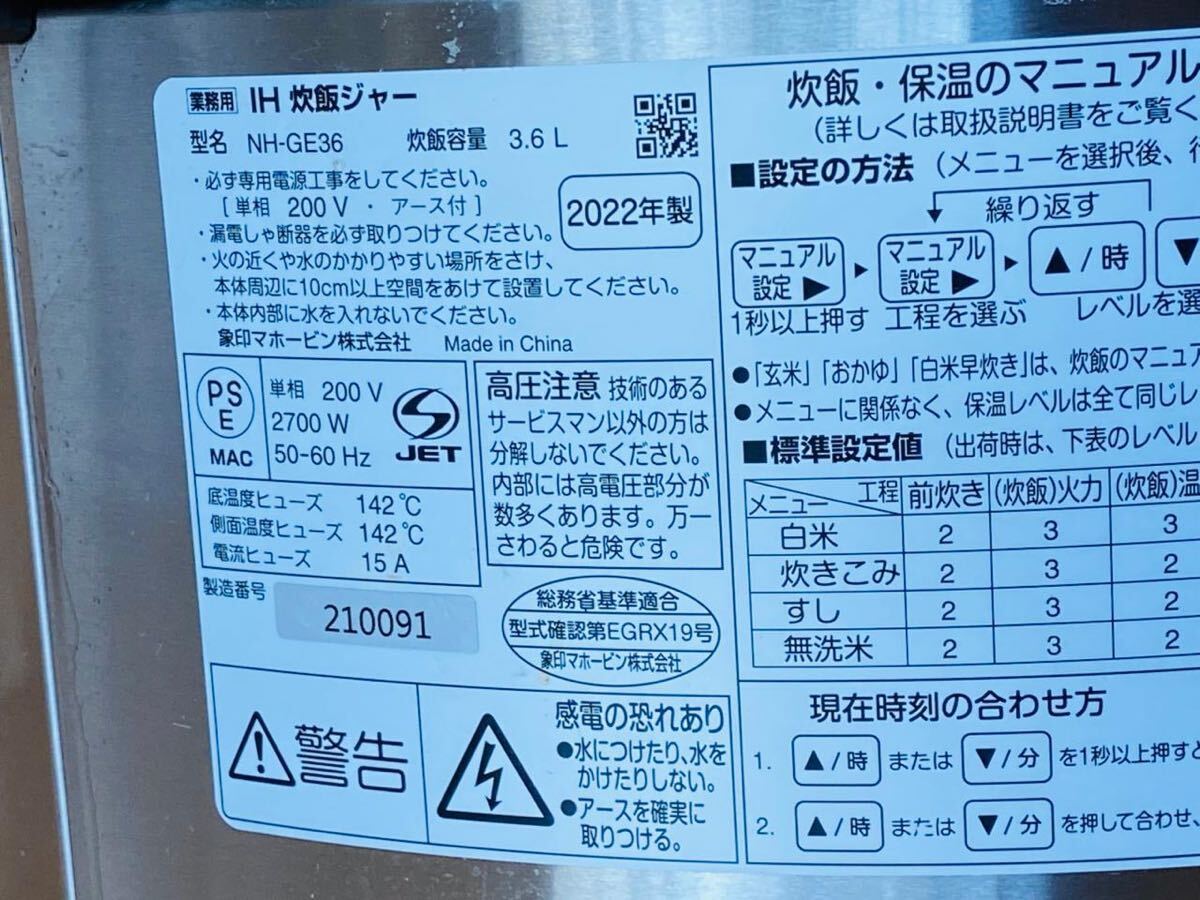 業務用 IH 炊飯ジャー
型名 NH-GE36 炊飯容量 3.6 L
・必ず専用電源工事をしてください。
[ 単相 200 V ・ アース付 ]
・漏電しゃ断器を必ず取りつけてください。
・火の近くや水のかかりやすい場所をさけ、
本体周辺に10cm以上空間をあけて設置してください。
・本体内部に水を入れないでください。
象印マホービン株式会社 Made in China
2022年製
PS
E
MAC
単相 200 V
2700 W
50-60 Hz
JET
底温度ヒューズ 142℃
側面温度ヒューズ 142℃
電流ヒューズ 15 A
製造番号
210091
高圧注意 技術のある
サービスマン以外の方は
分解しないでください。
内部には高電圧部分が
数多くあります。万一
さわると危険です。
総務省基準適合
型式確認第EGRX19号
象印マホービン株式会社
警告
感電の恐れあり
●水につけたり、水を
かけたりしない。
●アースを確実に
取りつける。
炊飯・保温のマニュアル
(詳しくは取扱説明書をご覧く
■設定の方法 (メニューを選択後、
繰り返す
マニュアル
設定 ▶
▶
マニュアル
設定 ▶
▶
▲/時
▼
1秒以上押す 工程を選ぶ レベルを選
●「玄米」「おかゆ」「白米早炊き」は、炊飯のマニュア
●メニューに関係なく、保温レベルは全て同じレ
■標準設定値 (出荷時は、下表のレベル
メニュー 工程 前炊き (炊飯)火力 (炊飯)温
白米 2 3 3
炊きこみ 2 3 2
すし 2 3 2
無洗米 2 3 2
現在時刻の合わせ方
1. ▲/時 または ▼/分 を1秒以上押すと
2. ▲/時 または ▼/分 を押して合わせ、